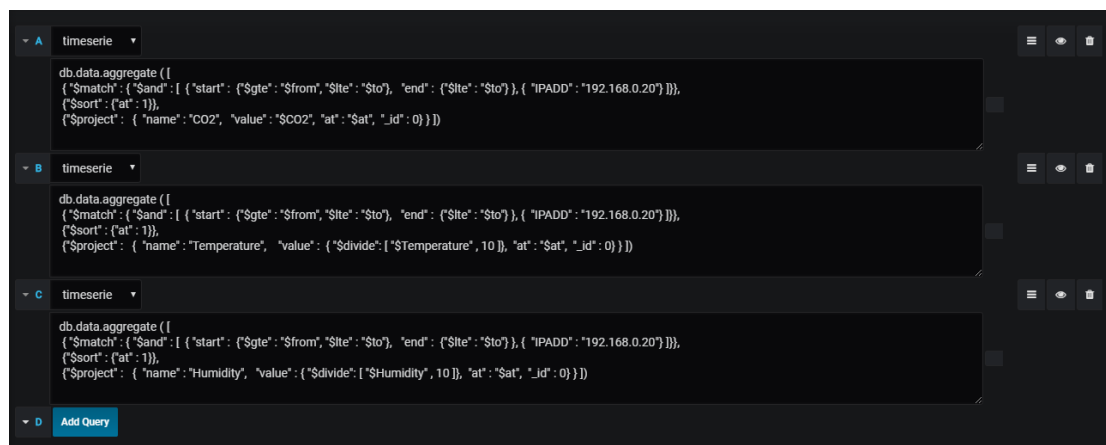 A timeserie
db.data.aggregate ( [
{ "$match" : { "$and" : [ { "start" : {"$gte" : "$from", "$lte" : "$to"}, "end" : {"$lte" : "$to"} }, { "IPADD" : "192.168.0.20"} ]}},
{"$sort" : {"at" : 1}},
{"$project" : { "name" : "CO2", "value" : "$CO2", "at" : "$at", "_id" : 0} } ])
B timeserie
db.data.aggregate ( [
{ "$match" : { "$and" : [ { "start" : {"$gte" : "$from", "$lte" : "$to"}, "end" : {"$lte" : "$to"} }, { "IPADD" : "192.168.0.20"} ]}},
{"$sort" : {"at" : 1}},
{"$project" : { "name" : "Temperature", "value" : { "$divide": [ "$Temperature" , 10 ]}, "at" : "$at", "_id" : 0} } ])
C timeserie
db.data.aggregate ( [
{ "$match" : { "$and" : [ { "start" : {"$gte" : "$from", "$lte" : "$to"}, "end" : {"$lte" : "$to"} }, { "IPADD" : "192.168.0.20"} ]}},
{"$sort" : {"at" : 1}},
{"$project" : { "name" : "Humidity", "value" : { "$divide": [ "$Humidity" , 10 ]}, "at" : "$at", "_id" : 0} } ])
D Add Query